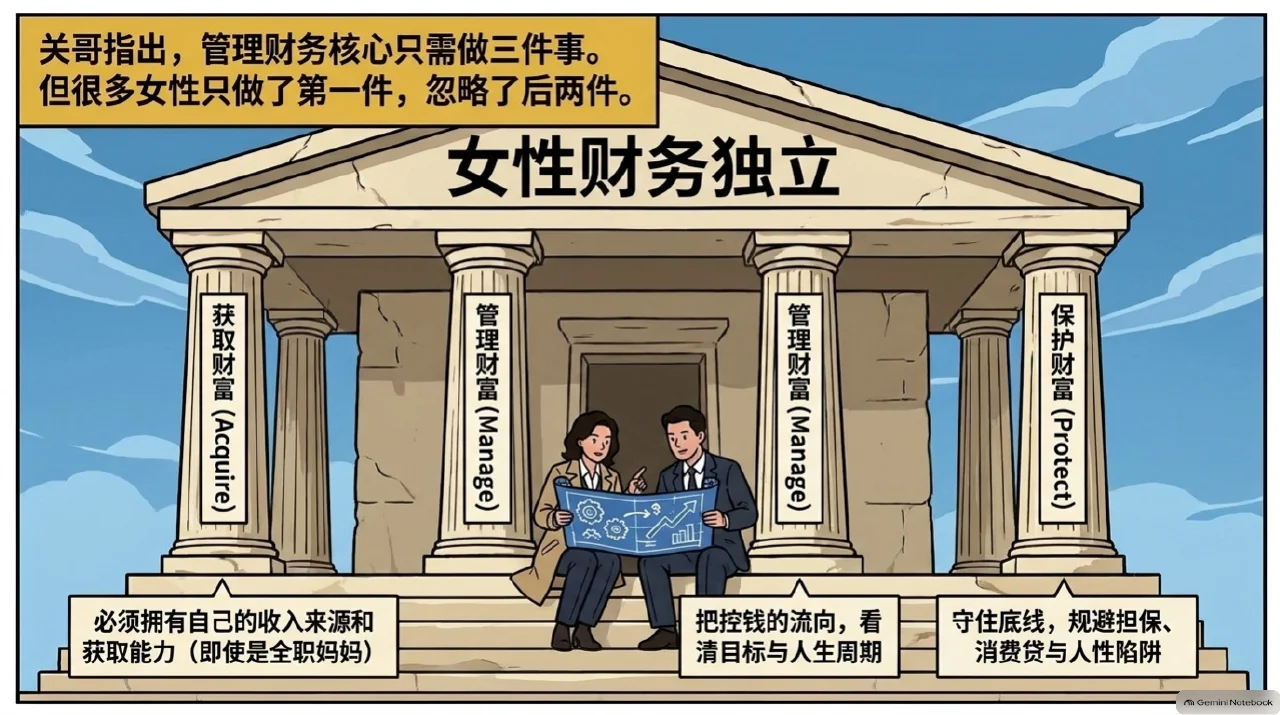 关哥指出，管理财务核心只需做三件事。
但很多女性只做了第一件，忽略了后两件。
女性财务独立
获取财富 (Acquire)
管理财富 (Manage)
管理财富 (Manage)
保护财富 (Protect)
必须拥有自己的收入来源和
获取能力（即使是全职妈妈）
把控钱的流向，看
清目标与人生周期
守住底线，规避担保、
消费贷与人性陷阱
Gemini Notebook